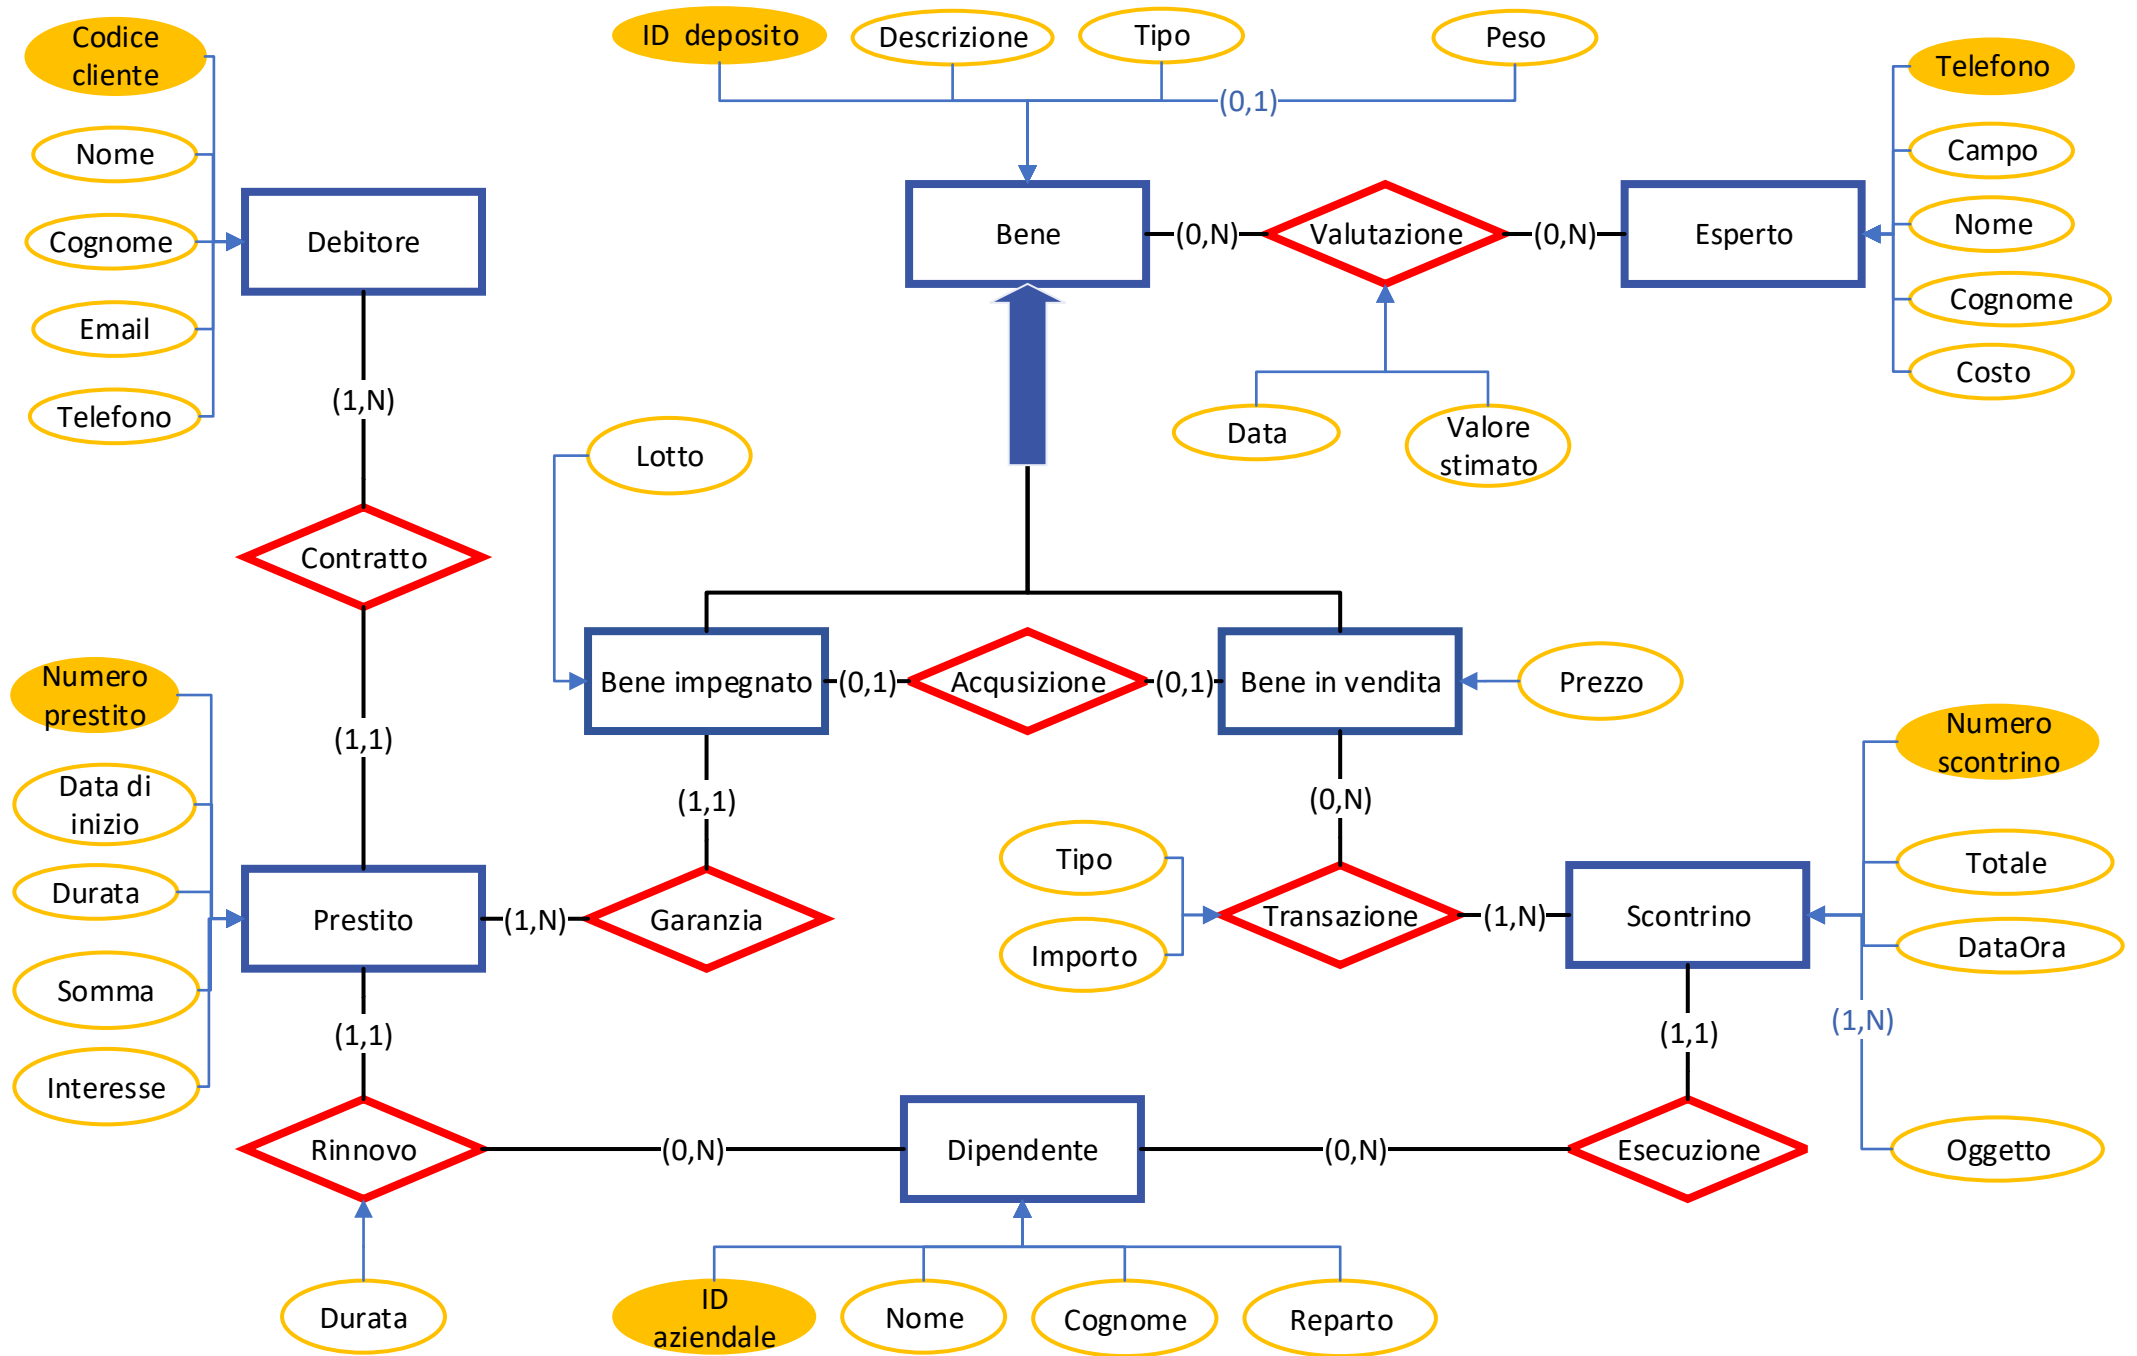 Codice
cliente
Nome
Cognome
Email
Telefono
Debitore
(1,N)
Contratto
(1,1)
Numero
prestito
Data di
inizio
Durata
Somma
Interesse
Prestito
(1,N)
Garanzia
(1,1)
(1,1)
Rinnovo
Durata
(0,N)
ID deposito
Descrizione
Tipo
Peso
(0,1)
Bene
(0,N)
Valutazione
(0,N)
Esperto
Telefono
Campo
Nome
Cognome
Costo
Data
Valore
stimato
Lotto
Bene impegnato
(0,1)
Acqusizione
(0,1)
Bene in vendita
Prezzo
(0,N)
Tipo
Importo
Transazione
(1,N)
Scontrino
Numero
scontrino
Totale
DataOra
(1,N)
Oggetto
(1,1)
Esecuzione
(0,N)
Dipendente
ID
aziendale
Nome
Cognome
Reparto